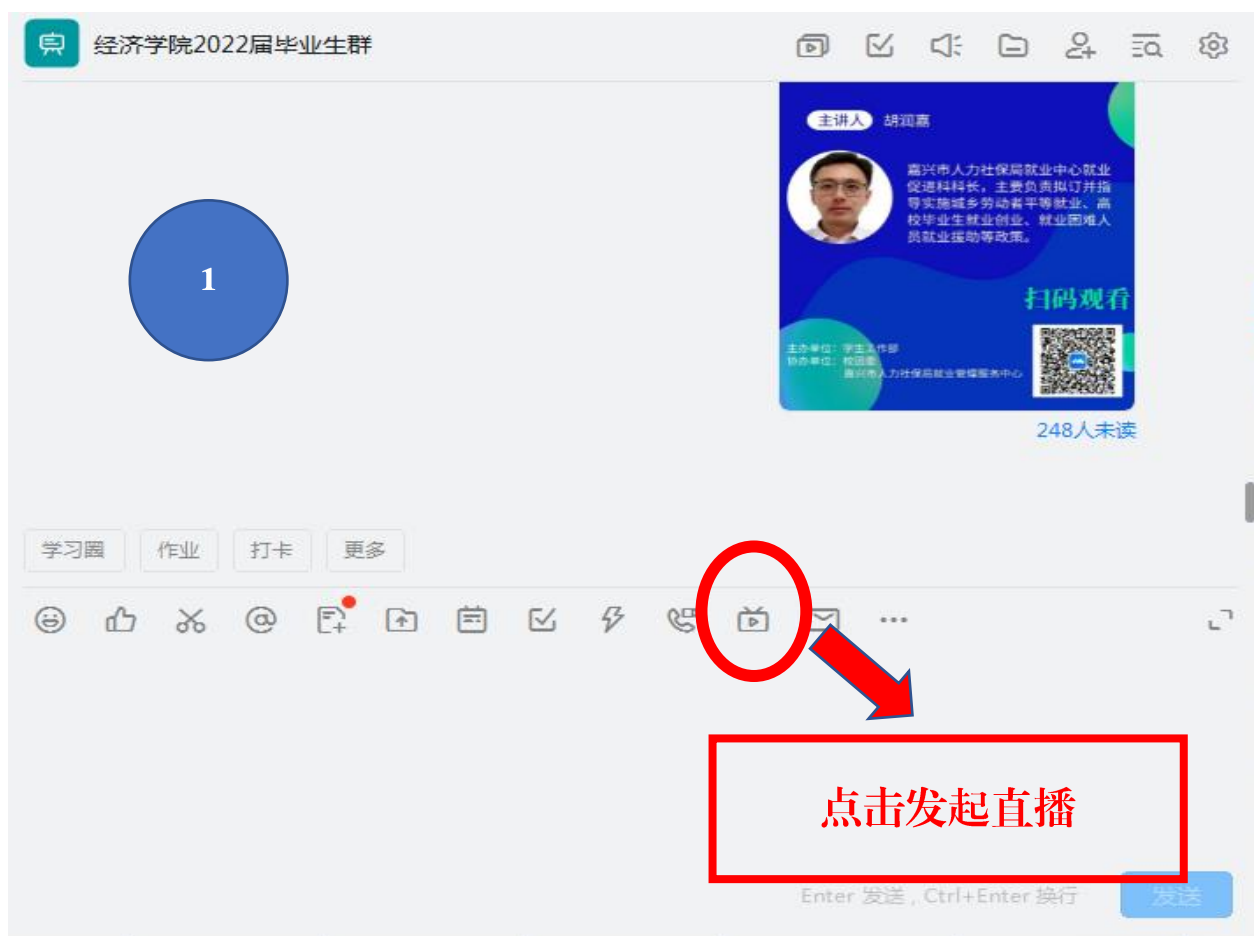 经济学院2022届毕业生群
主讲人 胡润嘉
嘉兴市人力社保局就业中心就业
促进科科长，主要负责拟订并指
导实施城乡劳动者平等就业、高
校毕业生就业创业、就业困难人
员就业援助等政策。
1
扫码观看
主办单位：学生工作部
协办单位：校团委
嘉兴市人力社保局就业管理服务中心
248人未读
学习圈 作业 打卡 更多
点击发起直播
Enter 发送 , Ctrl+Enter 换行 发送